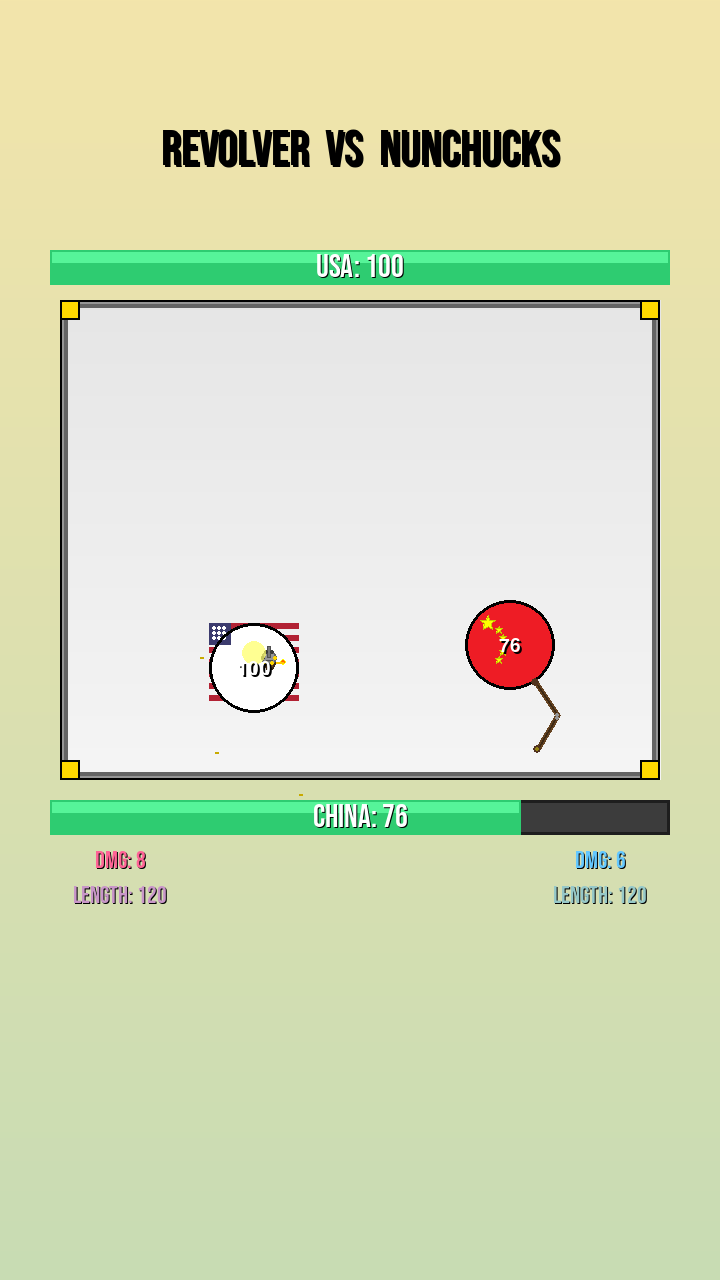 REVOLVER VS NUNCHUCKS
USA: 100
100
76
CHINA: 76
DMG: 8
DMG: 6
LENGTH: 120
LENGTH: 120